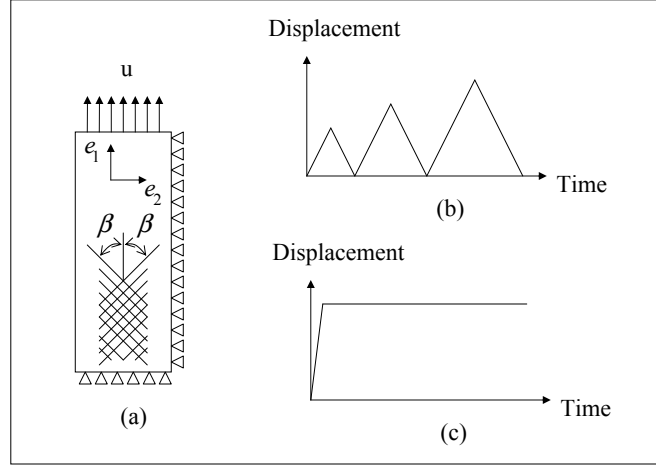 u
e1
e2
β β
(a)
Displacement
Time
(b)
Displacement
Time
(c)